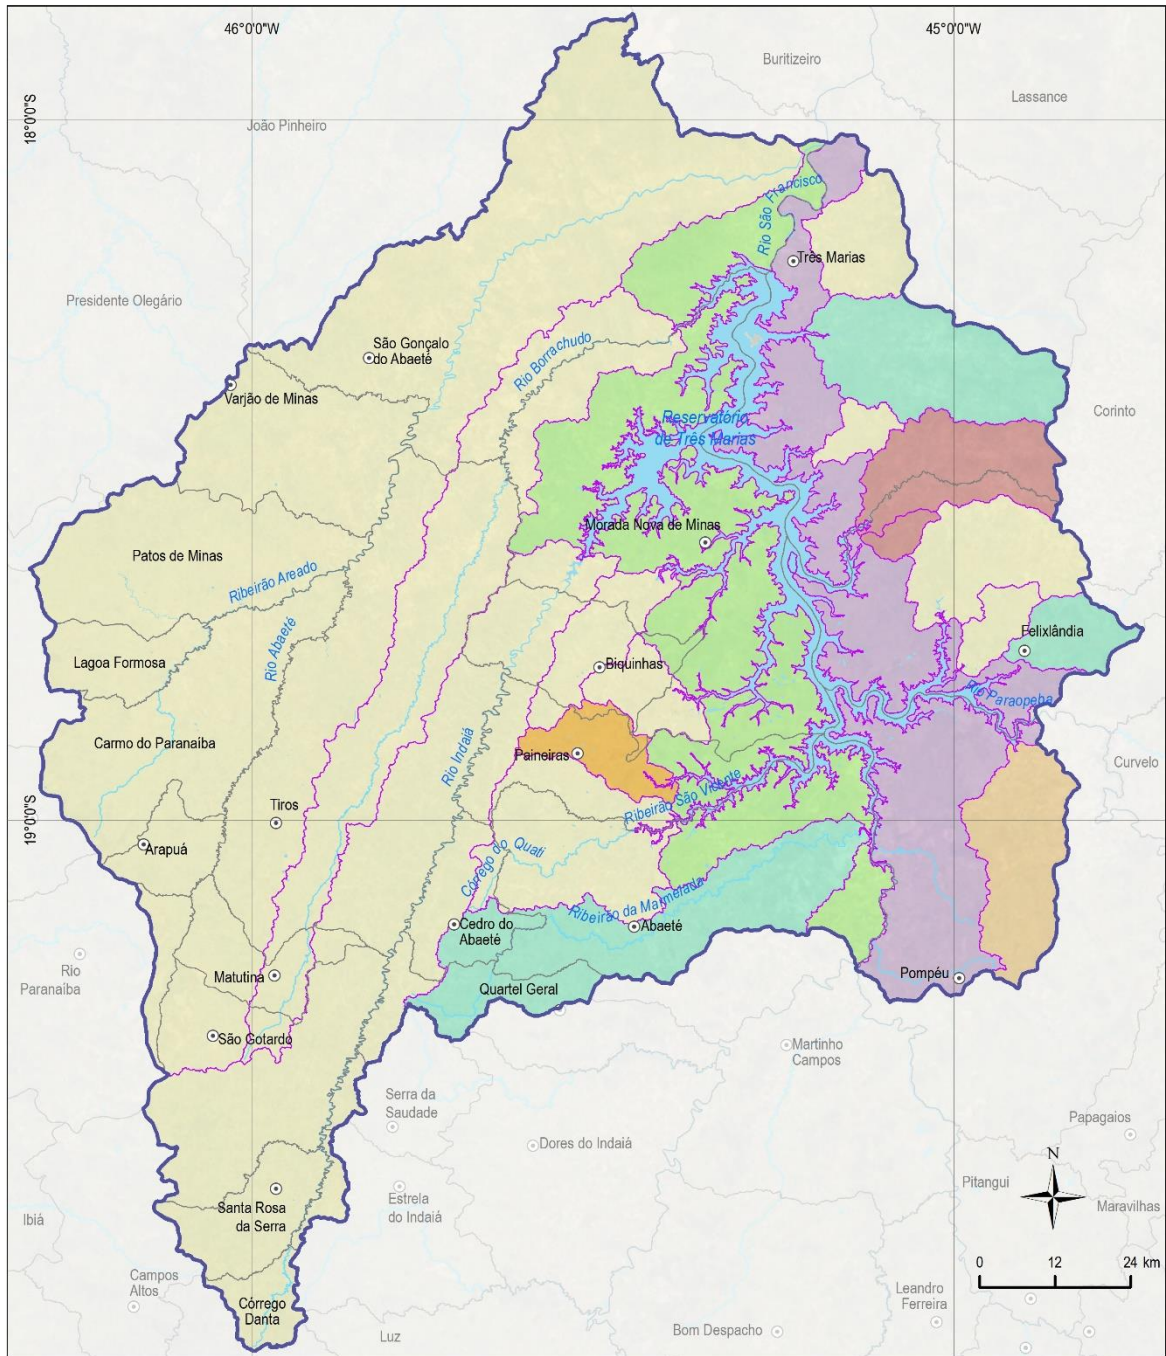 46°0'0"W
45°0'0"W
Buritizeiro
Lassance
18°0'0"S
João Pinheiro
Rio São Francisco
Três Marias
Presidente Olegário
São Gonçalo
do Abaeté
Rio Borrachudo
Varjão de Minas
Corinto
Reservatório
de Três Marias
Morada Nova de Minas
Patos de Minas
Ribeirão Areado
Rio Abaeté
Felixlândia
Lagoa Formosa
Biquinhas
Rio Paraopeba
Carmo do Paranaíba
Rio Indaiá
Paineiras
Curvelo
Ribeirão São Vicente
Tiros
19°0'0"S
Arapuá
Córrego do Quati
Ribeirão da Marmelada
Cedro do
Abaeté
Abaeté
Rio
Paranaíba
Matutina
Quartel Geral
Pompéu
São Gotardo
Martinho
Campos
Serra da
Saudade
Papagaios
Dores do Indaiá
N
Pitangui
Maravilhas
Santa Rosa
da Serra
Estrela
do Indaiá
Ibiá
0 12 24 km
Campos
Altos
Córrego
Danta
Leandro
Ferreira
Luz
Bom Despacho